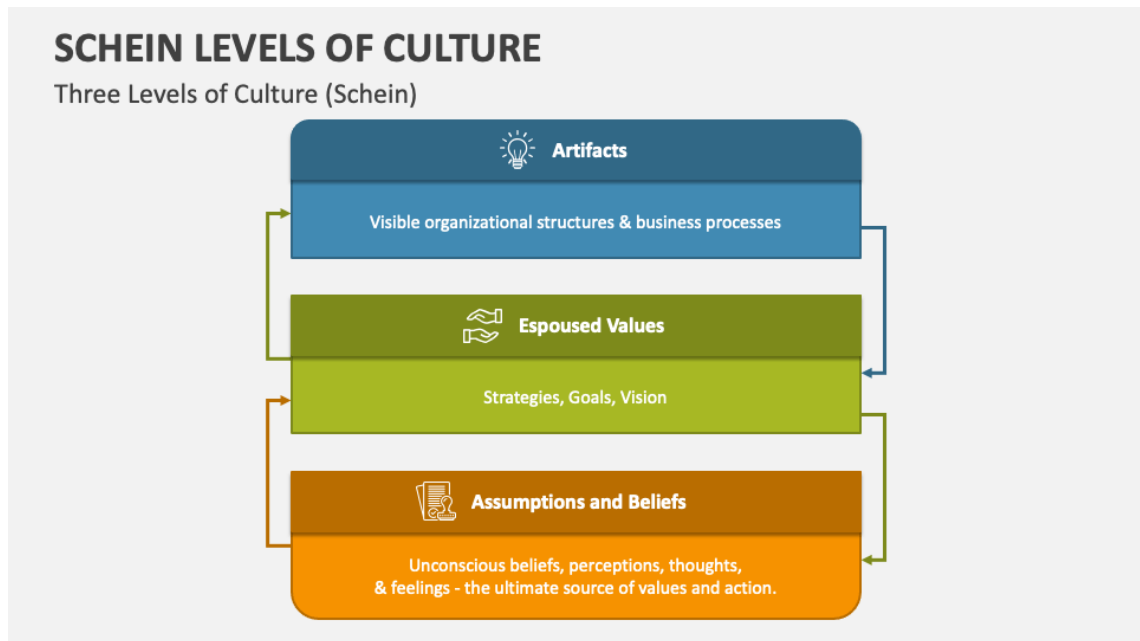 SCHEIN LEVELS OF CULTURE
Three Levels of Culture (Schein)
Artifacts
Visible organizational structures & business processes
Espoused Values
Strategies, Goals, Vision
Assumptions and Beliefs
Unconscious beliefs, perceptions, thoughts,
& feelings - the ultimate source of values and action.